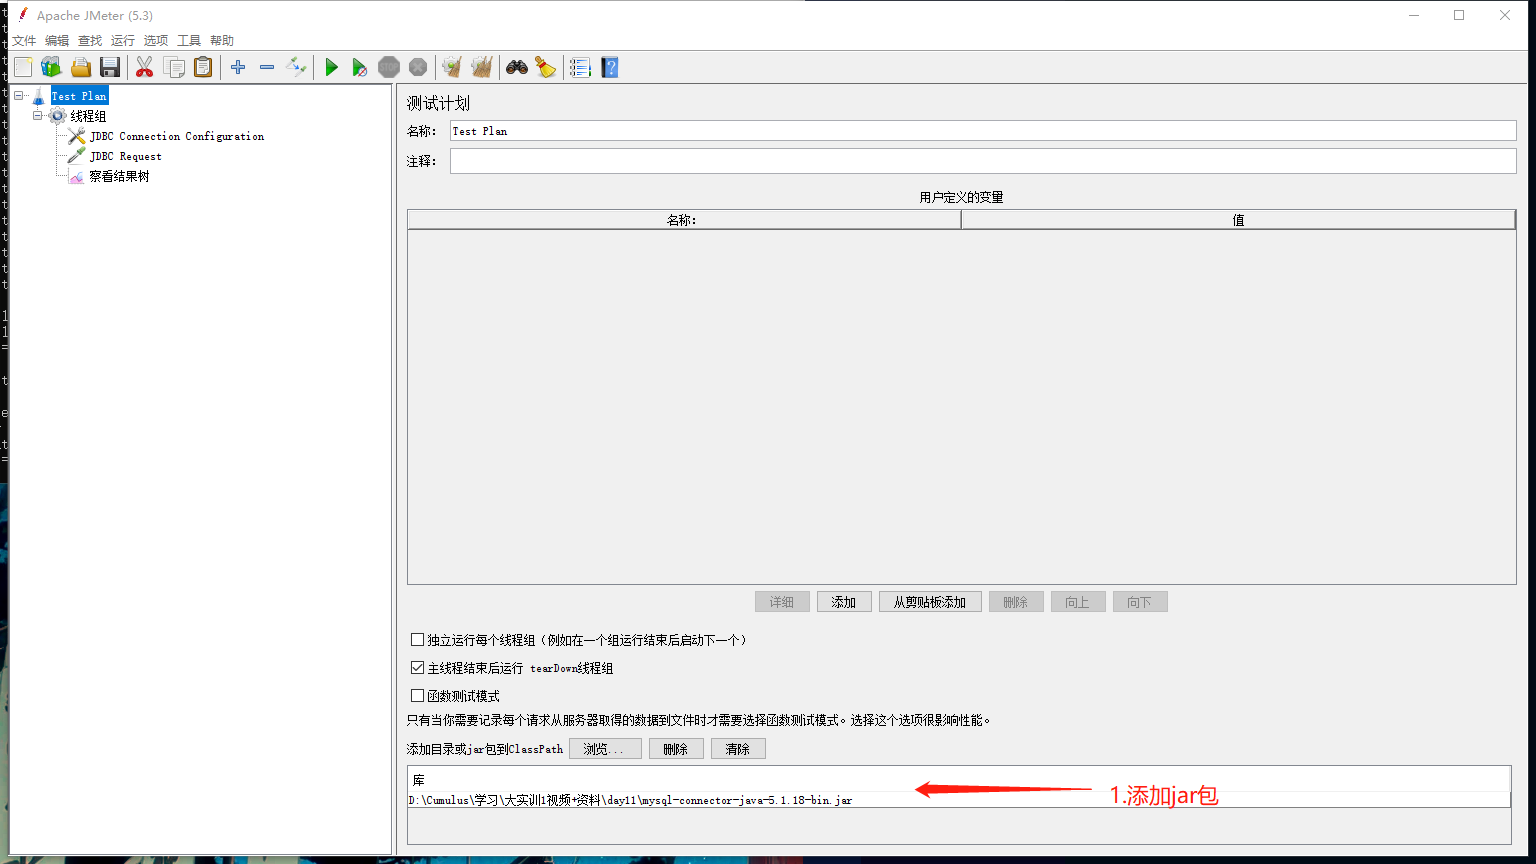 Apache JMeter (5.3)
文件 编辑 查找 运行 选项 工具 帮助
Test Plan
线程组
JDBC Connection Configuration
JDBC Request
察看结果树
测试计划
名称: Test Plan
注释:
用户定义的变量
名称: 值
详细 添加 从剪贴板添加 删除 向上 向下
独立运行每个线程组（例如在一个组运行结束后启动下一个）
主线程结束后运行 tearDown线程组
函数测试模式
只有当你需要记录每个请求从服务器取得的数据到文件时才需要选择函数测试模式。选择这个选项很影响性能。
添加目录或jar包到ClassPath 浏览... 删除 清除
库
D:\Cumulus\学习\大实训1视频+资料\day11\mysql-connector-java-5.1.18-bin.jar
1.添加jar包